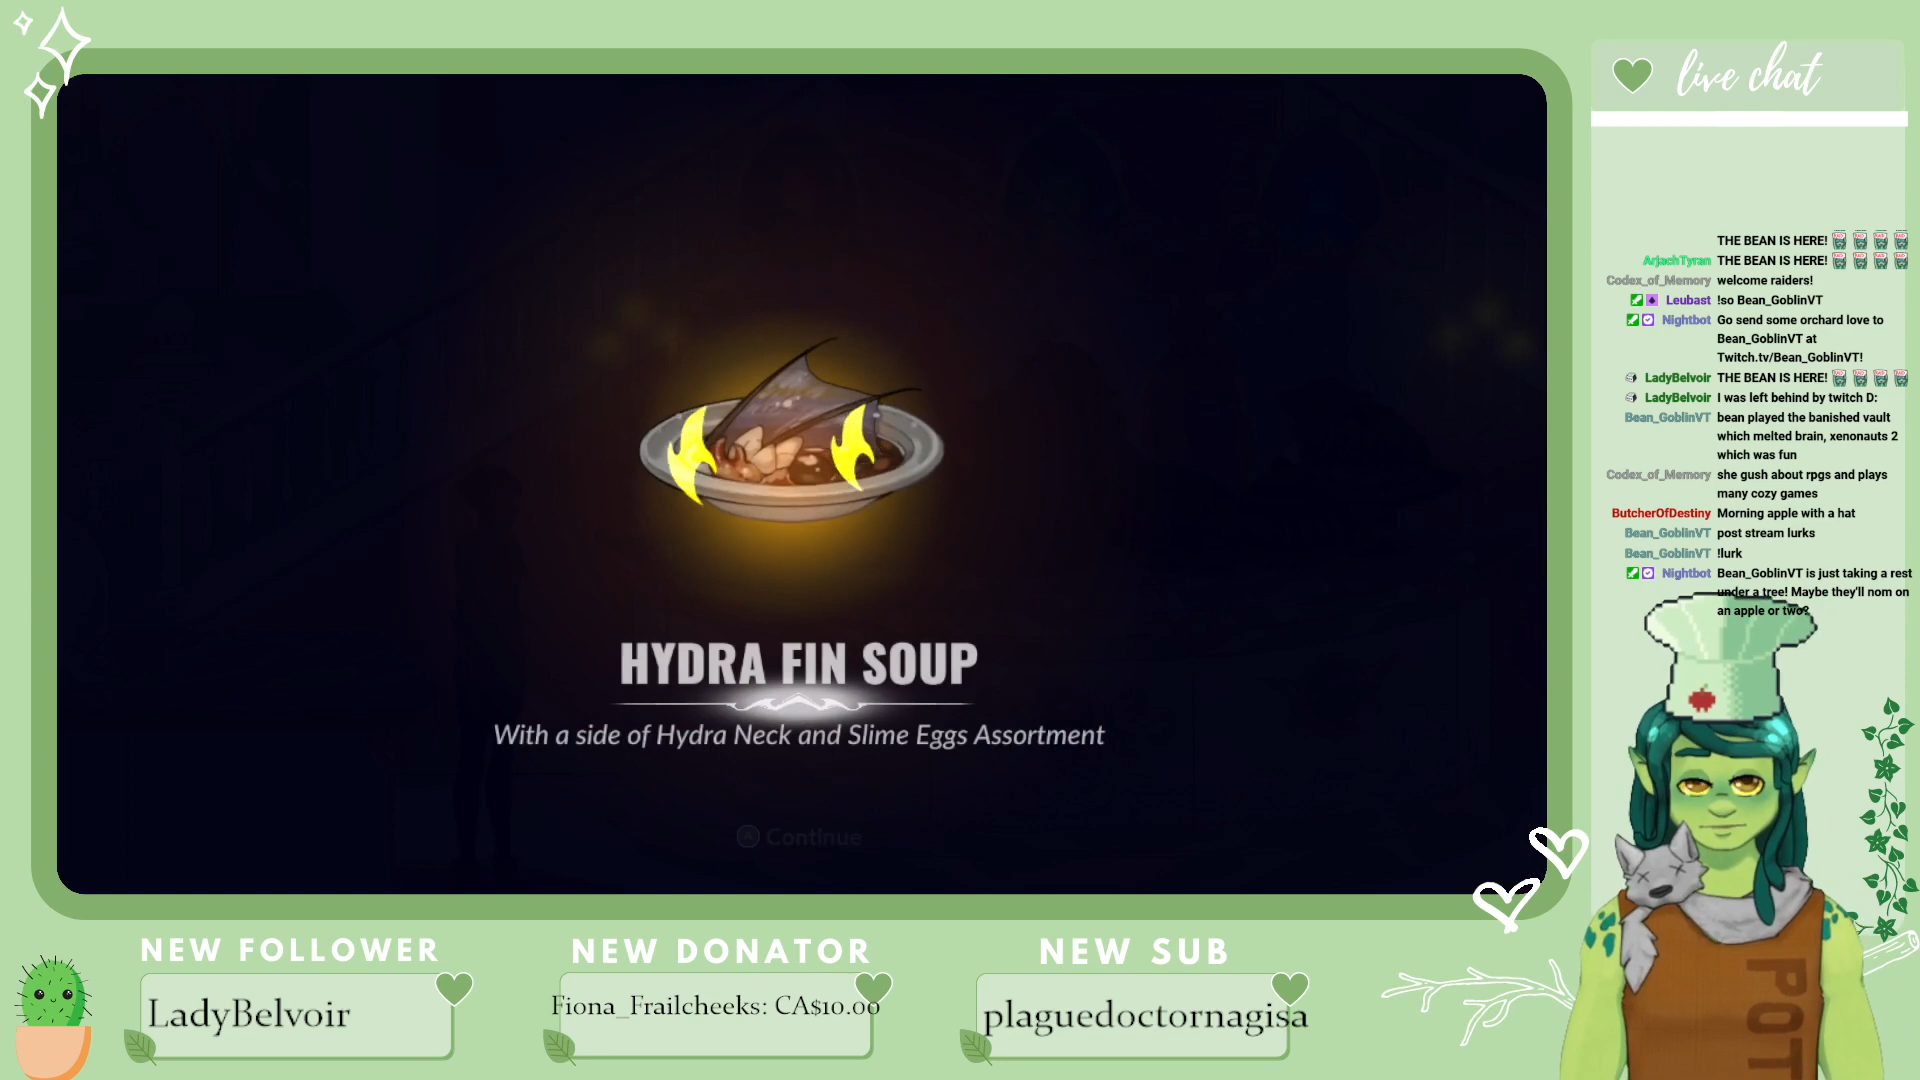 live chat
THE BEAN IS HERE!
ArjachTyran THE BEAN IS HERE!
Codex_of_Memory welcome raiders!
Leubast !so Bean_GoblinVT
Nightbot Go send some orchard love to
Bean_GoblinVT at
Twitch.tv/Bean_GoblinVT!
LadyBelvoir THE BEAN IS HERE!
LadyBelvoir I was left behind by twitch D:
Bean_GoblinVT bean played the banished vault
which melted brain, xenonauts 2
which was fun
Codex_of_Memory she gush about rpgs and plays
many cozy games
ButcherOfDestiny Morning apple with a hat
Bean_GoblinVT post stream lurks
Bean_GoblinVT !lurk
Nightbot Bean_GoblinVT is just taking a rest
under a tree! Maybe they'll nom on
an apple or two?
HYDRA FIN SOUP
With a side of Hydra Neck and Slime Eggs Assortment
Continue
NEW FOLLOWER
LadyBelvoir
NEW DONATOR
Fiona_Frailcheeks: CA$10.00
NEW SUB
plaguedoctornagisa
POT